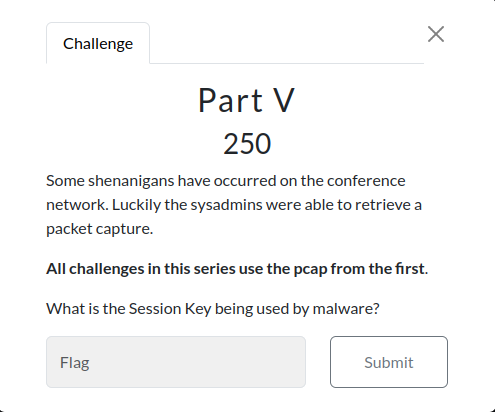 Challenge
Part V
250
Some shenanigans have occurred on the conference
network. Luckily the sysadmins were able to retrieve a
packet capture.
All challenges in this series use the pcap from the first.
What is the Session Key being used by malware?
Flag
Submit